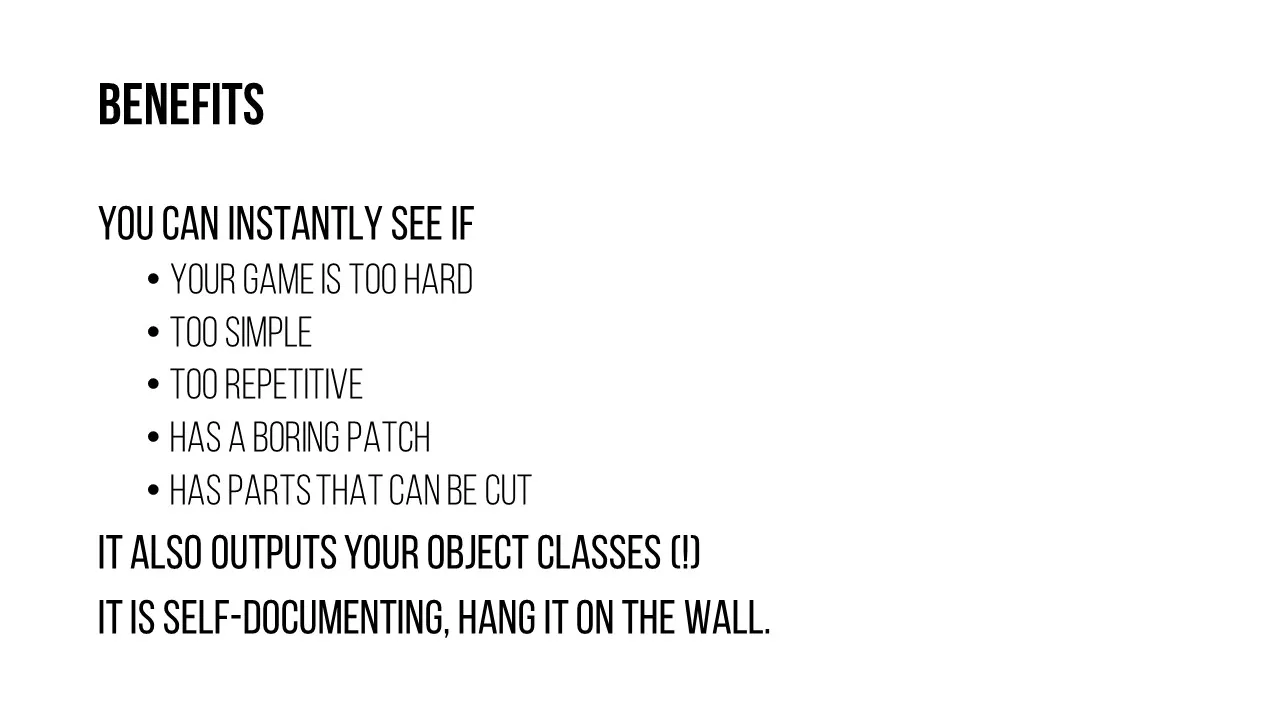 BENEFITS
YOU CAN INSTANTLY SEE IF
• YOUR GAME IS TOO HARD
• TOO SIMPLE
• TOO REPETITIVE
• HAS A BORING PATCH
• HAS PARTS THAT CAN BE CUT
IT ALSO OUTPUTS YOUR OBJECT CLASSES (!)
IT IS SELF-DOCUMENTING, HANG IT ON THE WALL.